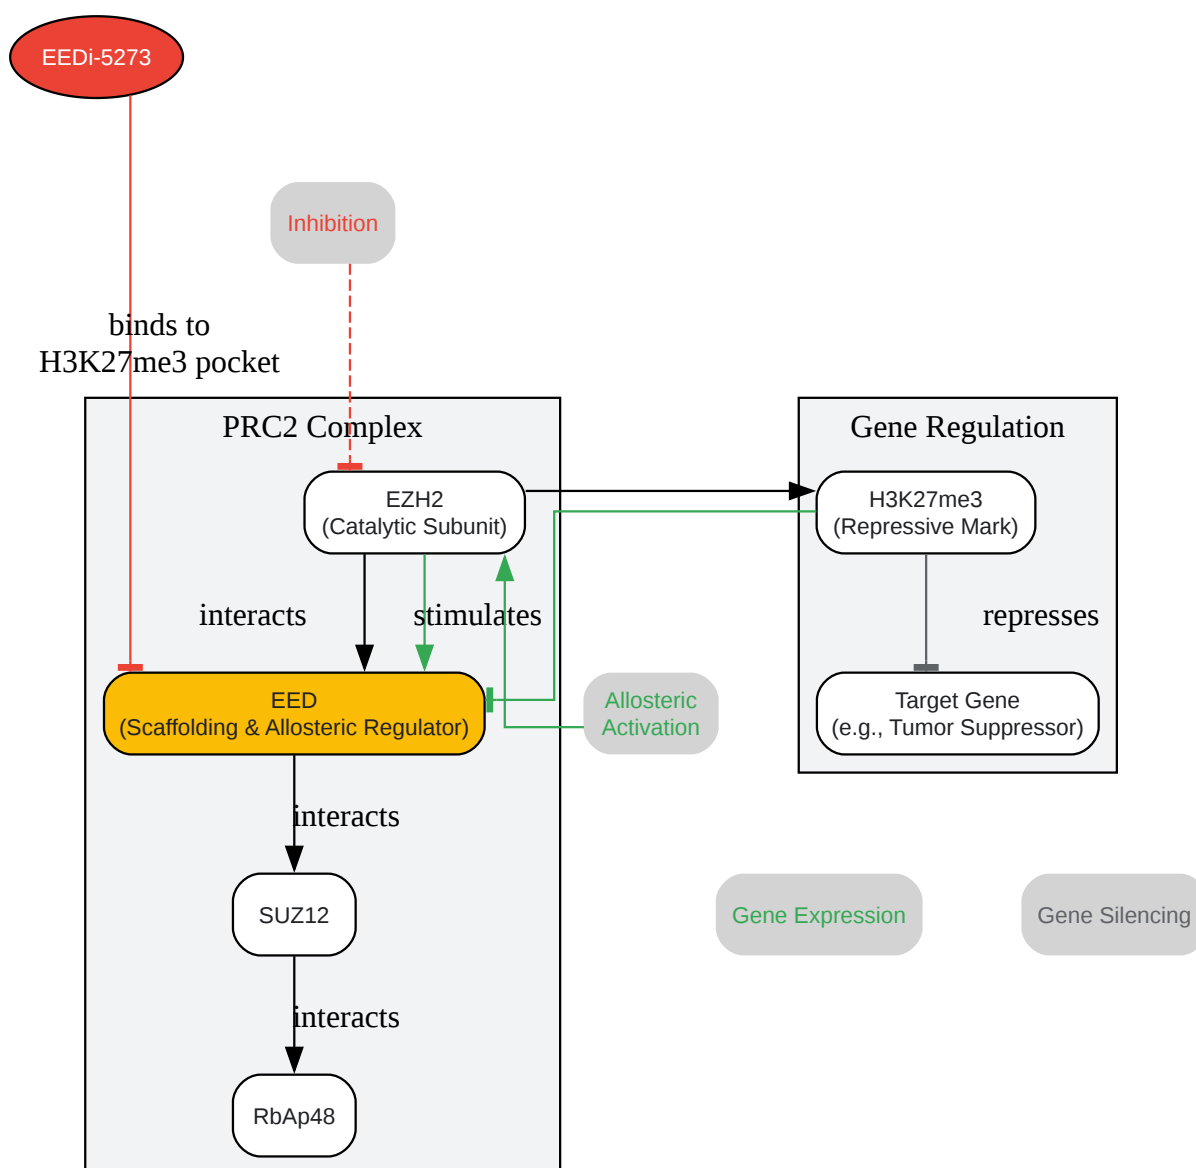 EEDi-5273
Inhibition
binds to
H3K27me3 pocket
PRC2 Complex
Gene Regulation
EZH2
(Catalytic Subunit)
H3K27me3
(Repressive Mark)
interacts
stimulates
represses
EED
(Scaffolding & Allosteric Regulator)
Allosteric
Activation
Target Gene
(e.g., Tumor Suppressor)
interacts
SUZ12
Gene Expression
Gene Silencing
interacts
RbAp48